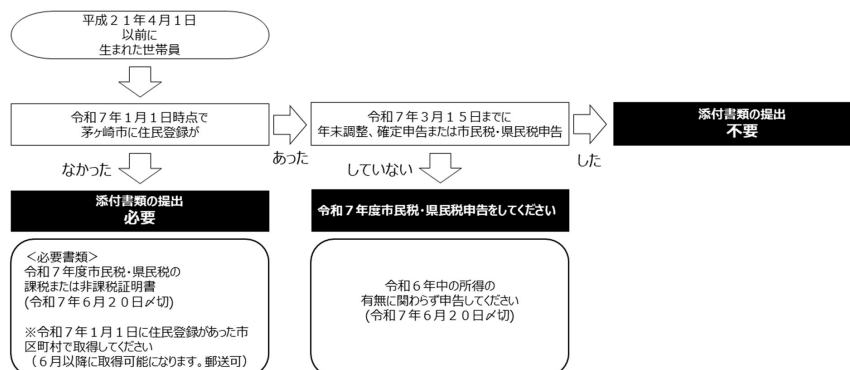 平成２１年４月１日
以前に
生まれた世帯員
令和７年１月１日時点で
茅ヶ崎市に住民登録が
あった
令和７年３月１５日までに
年末調整、確定申告または市民税・県民税申告
した
添付書類の提出
不要
なかった
していない
添付書類の提出
必要
令和７年度市民税・県民税申告をしてください
＜必要書類＞
令和７年度市民税・県民税の
課税または非課税証明書
(令和７年６月２０日〆切)
※令和７年１月１日に住民登録があった市
区町村で取得してください
（６月以降に取得可能になります。郵送可）
令和６年中の所得の
有無に関わらず申告してください
(令和７年６月２０日〆切)